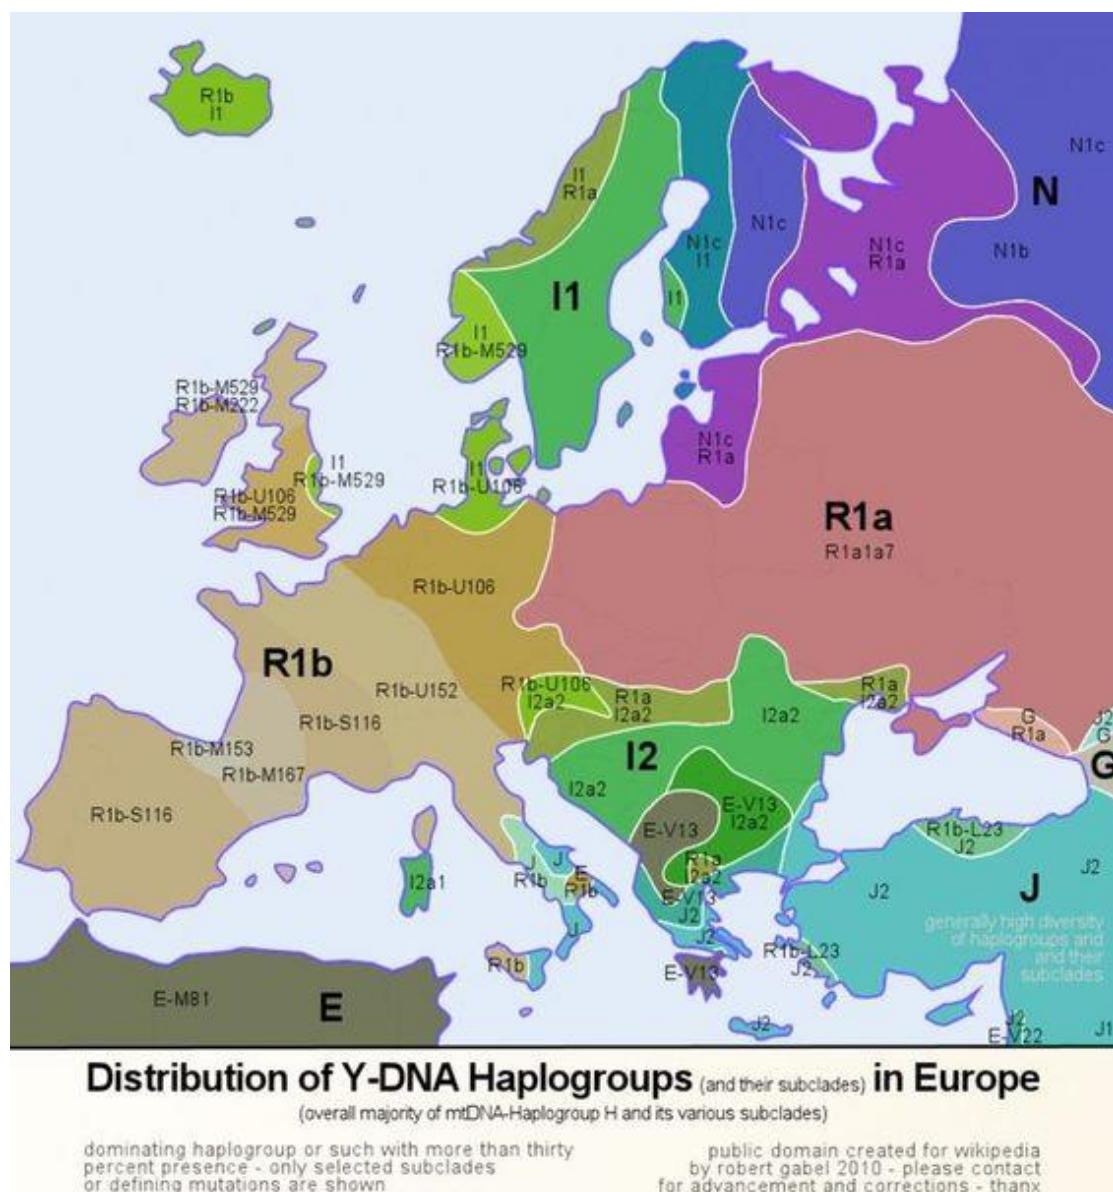 R1b
I1
I1
R1a
N1c
N
N1c
N1c
R1a
N1b
N1c
I1
I1
I1
I1
R1b-M529
R1b-M529
R1b-M222
N1c
R1a
I1
R1b-M529
I1
R1b-U106
R1b-U106
R1b-M529
R1a
R1a1a7
R1b-U106
R1b
R1b-U152
R1b-U106
I2a2
R1a
I2a2
R1a
I2a2
I2a2
R1b-S116
G
R1a
J2
G
R1b-M153
I2
G
R1b-M167
I2a2
R1b-S116
E-V13
I2a2
E-V13
R1b-L23
J2
J
J
R1b
E
R1b
R1a
I2a2
J2
J2
I2a1
E-V13
J2
J
generally high diversity
of haplogroups and
and their
subclades
J
J2
R1b
R1b-L23
J2
E-V13
E-M81
E
J2
J2
E-V22
J1
Distribution of Y-DNA Haplogroups (and their subclades) in Europe
(overall majority of mtDNA-Haplogroup H and its various subclades)
dominating haplogroup or such with more than thirty
percent presence - only selected subclades
or defining mutations are shown
public domain created for wikipedia
by robert gabel 2010 - please contact
for advancement and corrections - thanx